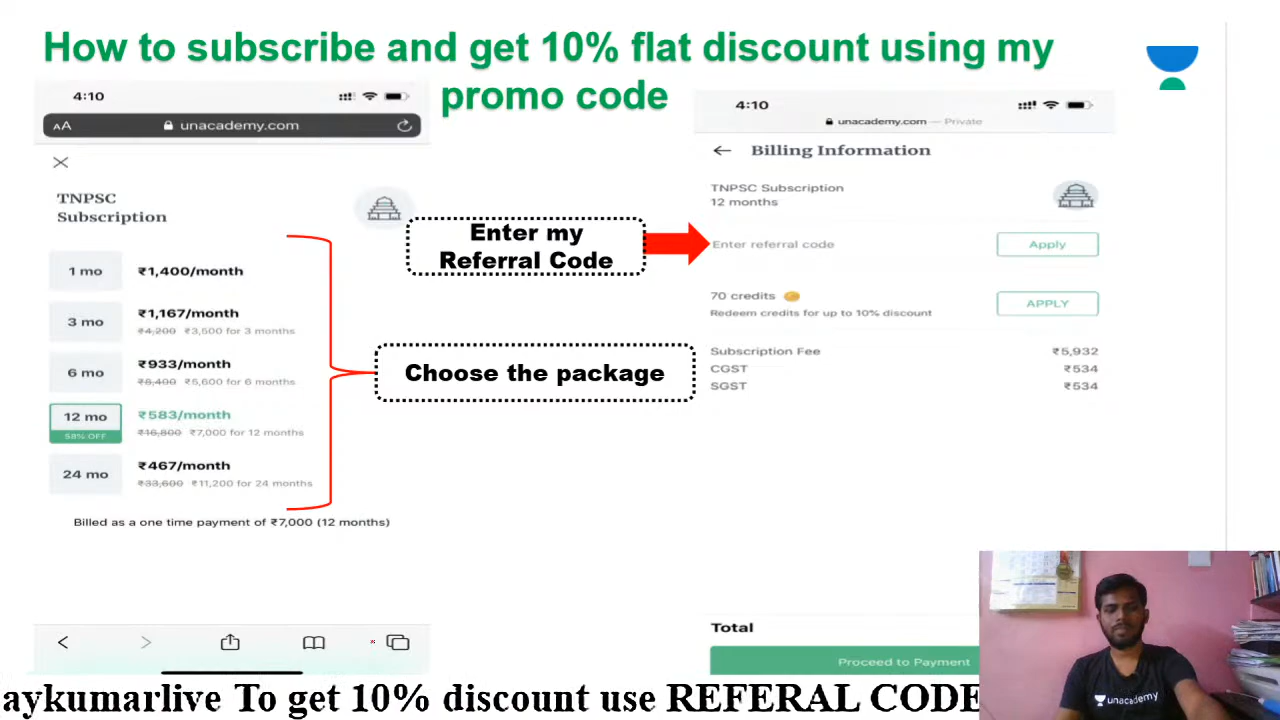 How to subscribe and get 10% flat discount using my
promo code
4:10
AA
unacademy.com
TNPSC
Subscription
1 mo
₹1,400/month
3 mo
₹1,167/month
₹4,200 ₹3,500 for 3 months
6 mo
₹933/month
₹8,400 ₹5,600 for 6 months
12 mo
58% OFF
₹583/month
₹16,800 ₹7,000 for 12 months
24 mo
₹467/month
₹33,600 ₹11,200 for 24 months
Billed as a one time payment of ₹7,000 (12 months)
Enter my
Referral Code
Choose the package
4:10
unacademy.com — Private
Billing Information
TNPSC Subscription
12 months
Enter referral code
Apply
70 credits
Redeem credits for up to 10% discount
APPLY
Subscription Fee ₹5,932
CGST ₹534
SGST ₹534
Total
Proceed to Payment
unacademy
aykumarlive To get 10% discount use REFERAL CODE